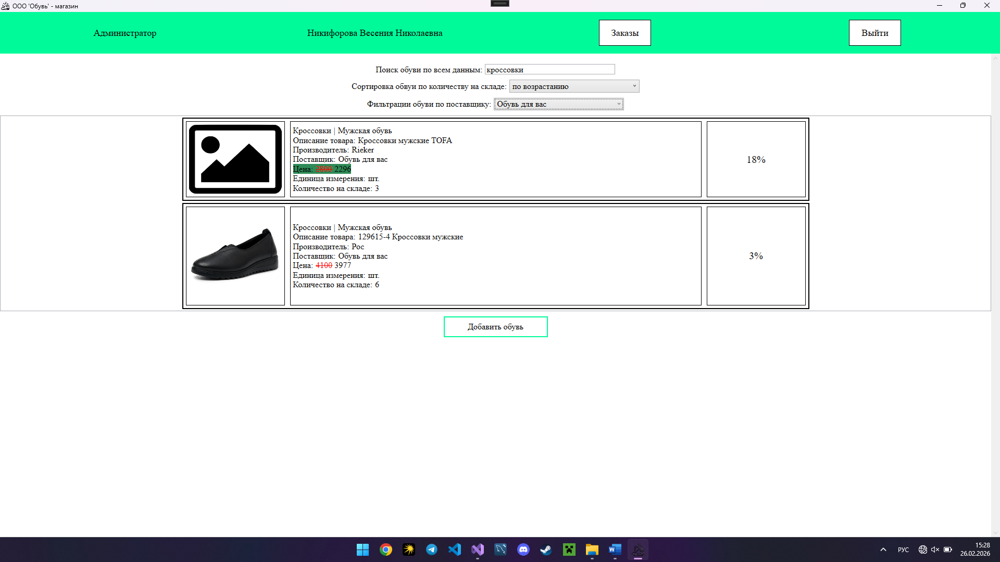 ООО 'Обувь' - магазин
Администратор
Никифорова Весения Николаевна
Заказы
Выйти
Поиск обуви по всем данным: кроссовки
Сортировка обвуи по количеству на складе: по возрастанию
Фильтрации обуви по поставщику: Обувь для вас
Кроссовки | Мужская обувь
Описание товара: Кроссовки мужские TOFA
Производитель: Rieker
Поставщик: Обувь для вас
Цена: 2800 2296
Единица измерения: шт.
Количество на складе: 3
18%
Кроссовки | Мужская обувь
Описание товара: 129615-4 Кроссовки мужские
Производитель: Рос
Поставщик: Обувь для вас
Цена: 4100 3977
Единица измерения: шт.
Количество на складе: 6
3%
Добавить обувь
РУС
15:28
26.02.2026